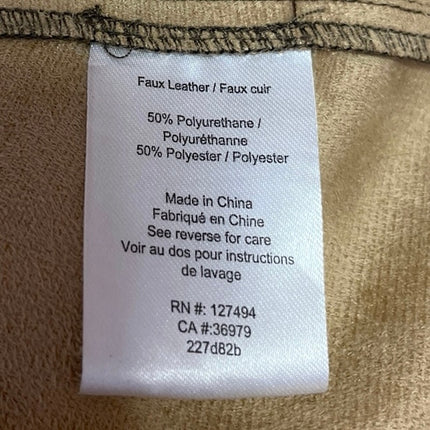 Faux Leather / Faux cuir
50% Polyurethane /
Polyuréthanne
50% Polyester / Polyester
Made in China
Fabriqué en Chine
See reverse for care
Voir au dos pour instructions
de lavage
RN #: 127494
CA #:36979
227d82b